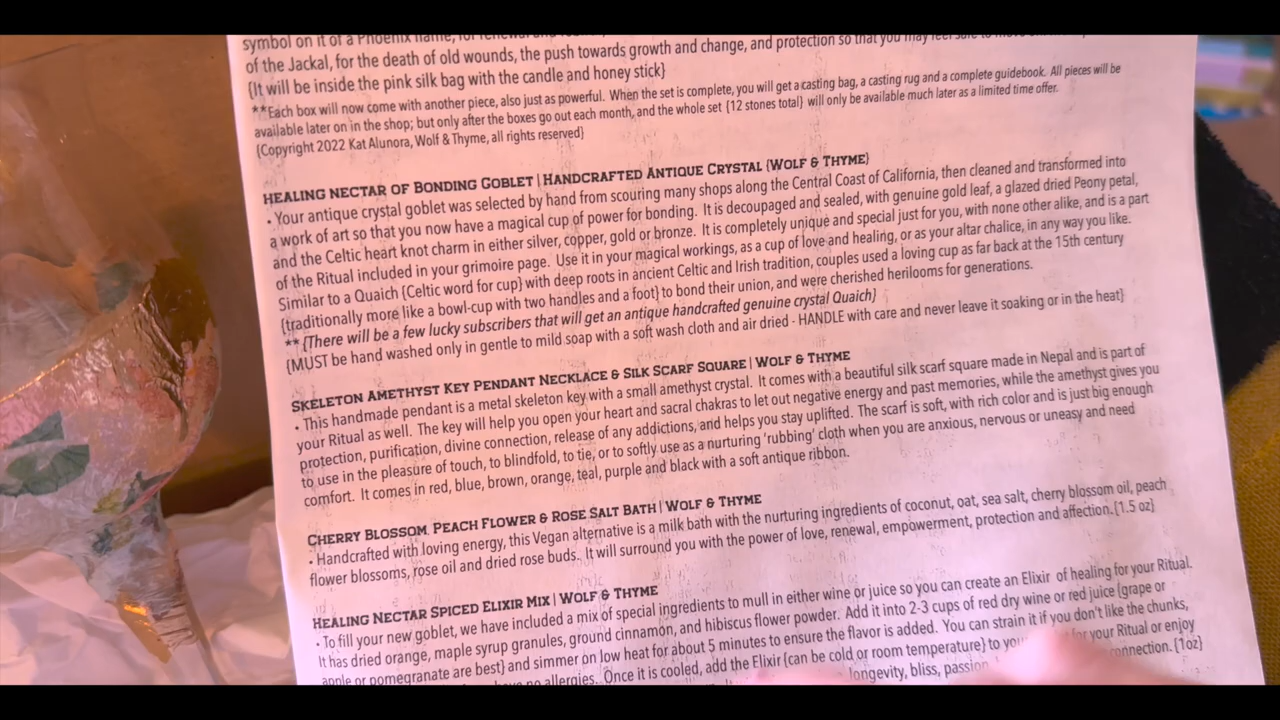 symbol on it of a Phoenix flame, for renewal and
of the Jackal, for the death of old wounds, the push towards growth and change, and protection so that you may feel safe to move
{It will be inside the pink silk bag with the candle and honey stick}
**Each box will now come with another piece, also just as powerful. When the set is complete, you will get a casting bag, a casting rug and a complete guidebook. All pieces will be
available later on in the shop; but only after the boxes go out each month, and the whole set {12 stones total} will only be available much later as a limited time offer.
{Copyright 2022 Kat Alunora, Wolf & Thyme, all rights reserved}
HEALING NECTAR OF BONDING GOBLET | HANDCRAFTED ANTIQUE CRYSTAL {WOLF & THYME}
• Your antique crystal goblet was selected by hand from scouring many shops along the Central Coast of California, then cleaned and transformed into
a work of art so that you now have a magical cup of power for bonding. It is decoupaged and sealed, with genuine gold leaf, a glazed dried Peony petal,
and the Celtic heart knot charm in either silver, copper, gold or bronze. It is completely unique and special just for you, with none other alike, and is a part
of the Ritual included in your grimoire page. Use it in your magical workings, as a cup of love and healing, or as your altar chalice, in any way you like.
Similar to a Quaich {Celtic word for cup} with deep roots in ancient Celtic and Irish tradition, couples used a loving cup as far back at the 15th century
{traditionally more like a bowl-cup with two handles and a foot} to bond their union, and were cherished herilooms for generations.
** {There will be a few lucky subscribers that will get an antique handcrafted genuine crystal Quaich}
{MUST be hand washed only in gentle to mild soap with a soft wash cloth and air dried - HANDLE with care and never leave it soaking or in the heat}
SKELETON AMETHYST KEY PENDANT NECKLACE & SILK SCARF SQUARE | WOLF & THYME
• This handmade pendant is a metal skeleton key with a small amethyst crystal. It comes with a beautiful silk scarf square made in Nepal and is part of
your Ritual as well. The key will help you open your heart and sacral chakras to let out negative energy and past memories, while the amethyst gives you
protection, purification, divine connection, release of any addictions, and helps you stay uplifted. The scarf is soft, with rich color and is just big enough
to use in the pleasure of touch, to blindfold, to tie, or to softly use as a nurturing 'rubbing' cloth when you are anxious, nervous or uneasy and need
comfort. It comes in red, blue, brown, orange, teal, purple and black with a soft antique ribbon.
CHERRY BLOSSOM, PEACH FLOWER & ROSE SALT BATH | WOLF & THYME
• Handcrafted with loving energy, this Vegan alternative is a milk bath with the nurturing ingredients of coconut, oat, sea salt, cherry blossom oil, peach
flower blossoms, rose oil and dried rose buds. It will surround you with the power of love, renewal, empowerment, protection and affection.{1.5 oz}
HEALING NECTAR SPICED ELIXIR MIX | WOLF & THYME
• To fill your new goblet, we have included a mix of special ingredients to mull in either wine or juice so you can create an Elixir of healing for your Ritual.
It has dried orange, maple syrup granules, ground cinnamon, and hibiscus flower powder. Add it into 2-3 cups of red dry wine or red juice {grape or
apple or pomegranate are best} and simmer on low heat for about 5 minutes to ensure the flavor is added. You can strain it if you don't like the chunks,
no allergies. Once it is cooled, add the Elixir {can be cold or room temperature} to for your Ritual or enjoy
longevity, bliss, passion connection. {1oz}